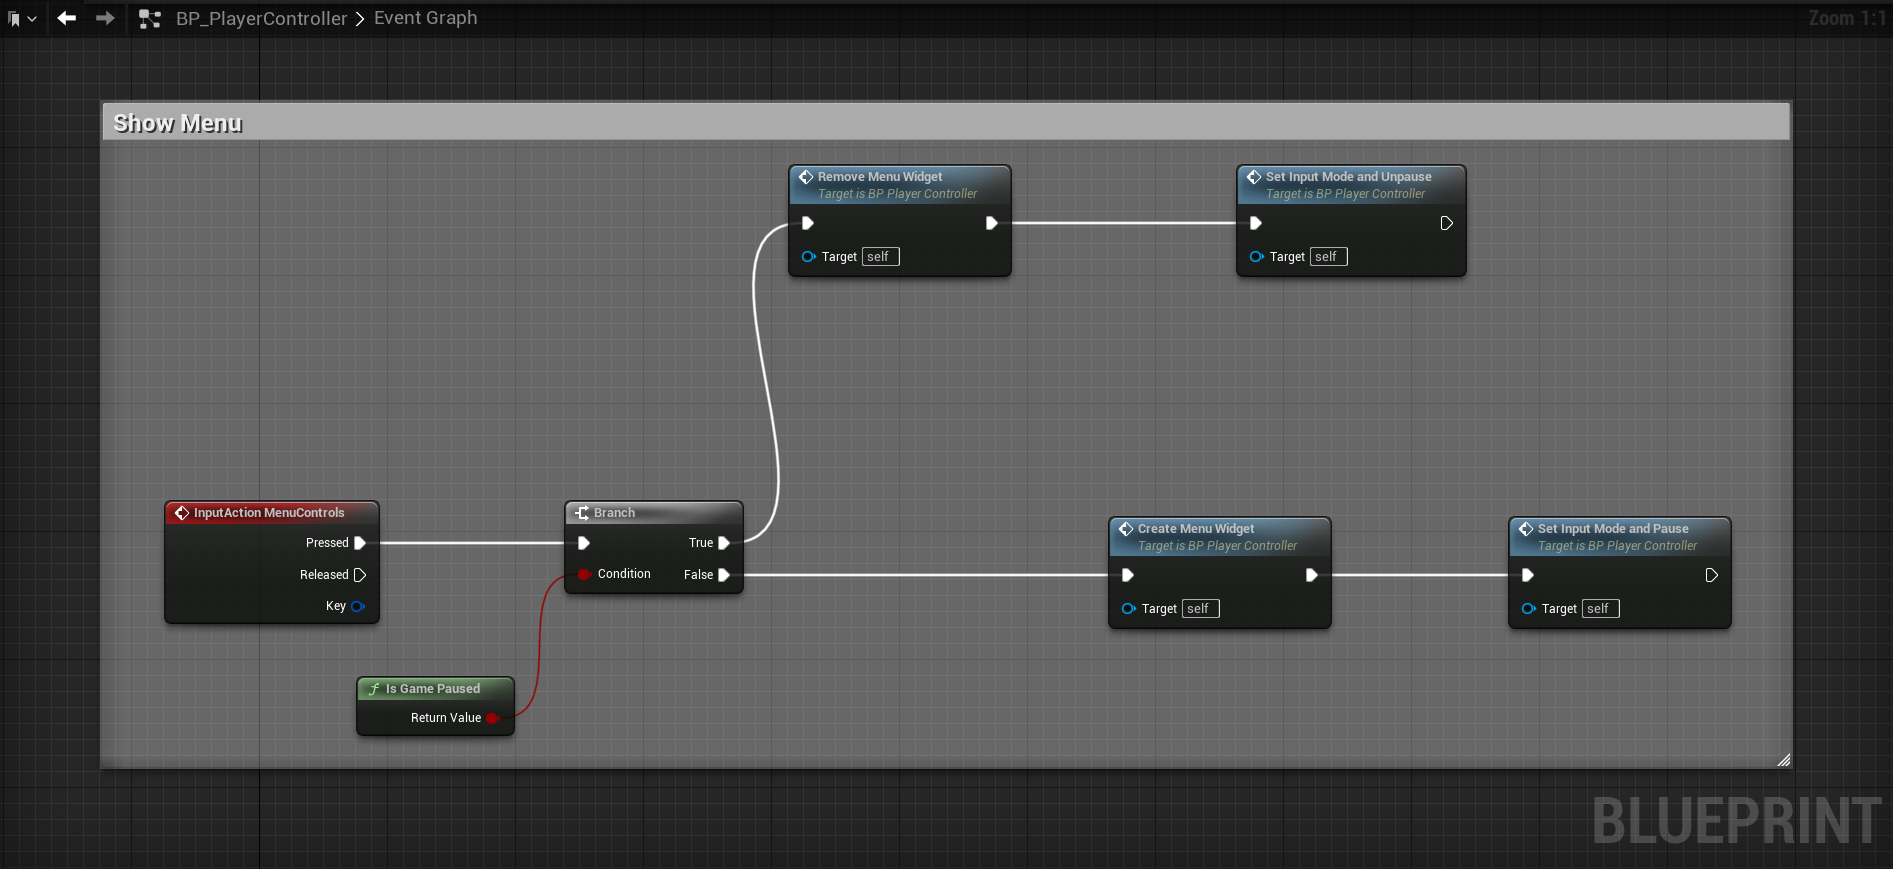 BP_PlayerController > Event Graph
Zoom 1:1
Show Menu
Remove Menu Widget
Target is BP Player Controller
Target self
Set Input Mode and Unpause
Target is BP Player Controller
Target self
InputAction MenuControls
Pressed
Released
Key
Branch
True
Condition False
Create Menu Widget
Target is BP Player Controller
Target self
Set Input Mode and Pause
Target is BP Player Controller
Target self
f Is Game Paused
Return Value
BLUEPRINT